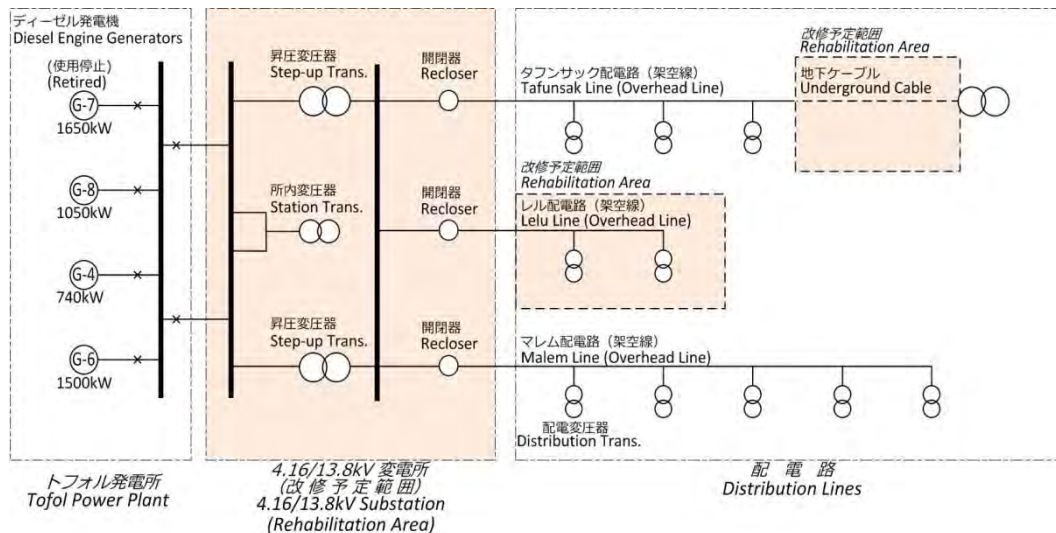 ディーゼル発電機
Diesel Engine Generators
(使用停止)
(Retired)
G-7
1650kW
G-8
1050kW
G-4
740kW
G-6
1500kW
トフォル発電所
Tofol Power Plant
昇圧変圧器
Step-up Trans.
所内変圧器
Station Trans.
昇圧変圧器
Step-up Trans.
開閉器
Recloser
開閉器
Recloser
開閉器
Recloser
4.16/13.8kV 変電所
(改修予定範囲)
4.16/13.8kV Substation
(Rehabilitation Area)
タフンサック配電路（架空線）
Tafunsak Line (Overhead Line)
改修予定範囲
Rehabilitation Area
地下ケーブル
Underground Cable
改修予定範囲
Rehabilitation Area
レル配電路（架空線）
Lelu Line (Overhead Line)
マレム配電路（架空線）
Malem Line (Overhead Line)
配電変圧器
Distribution Trans.
配電路
Distribution Lines